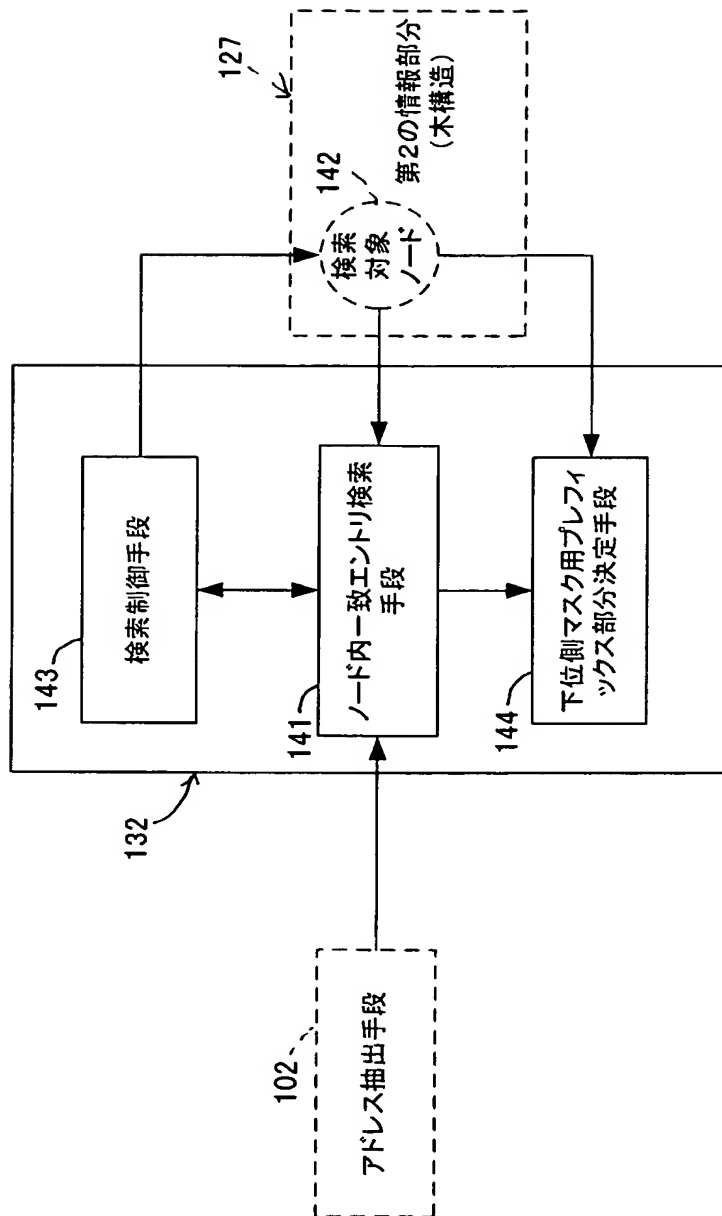 102
アドレス抽出手段
132
143
検索制御手段
141
ノード内一致エントリ検索
手段
144
下位側マスク用プレフィ
ックス部分決定手段
127
142
検索
対象
ノード
第2の情報部分
（木構造）